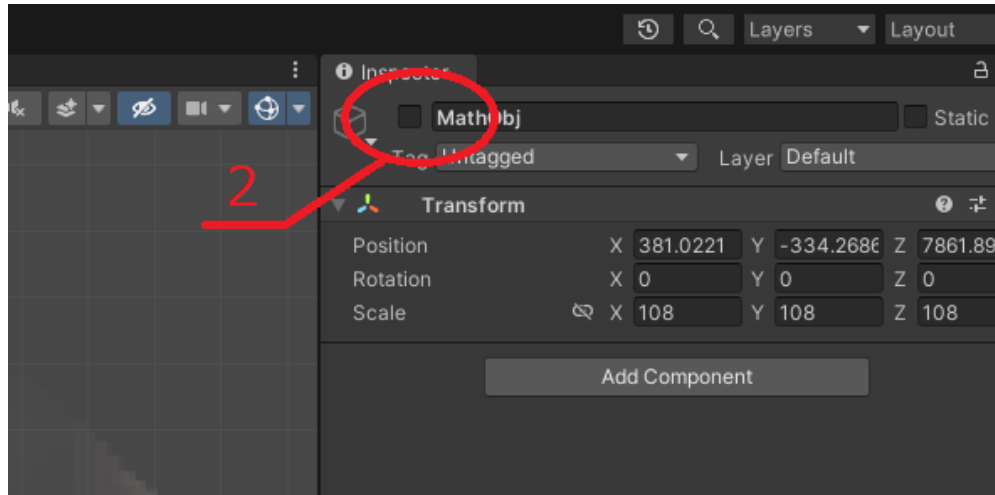 Layers Layout
Inspector
MathObj Static
Tag Untagged Layer Default
2
Transform
Position X 381.0221 Y -334.2686 Z 7861.89
Rotation X 0 Y 0 Z 0
Scale X 108 Y 108 Z 108
Add Component